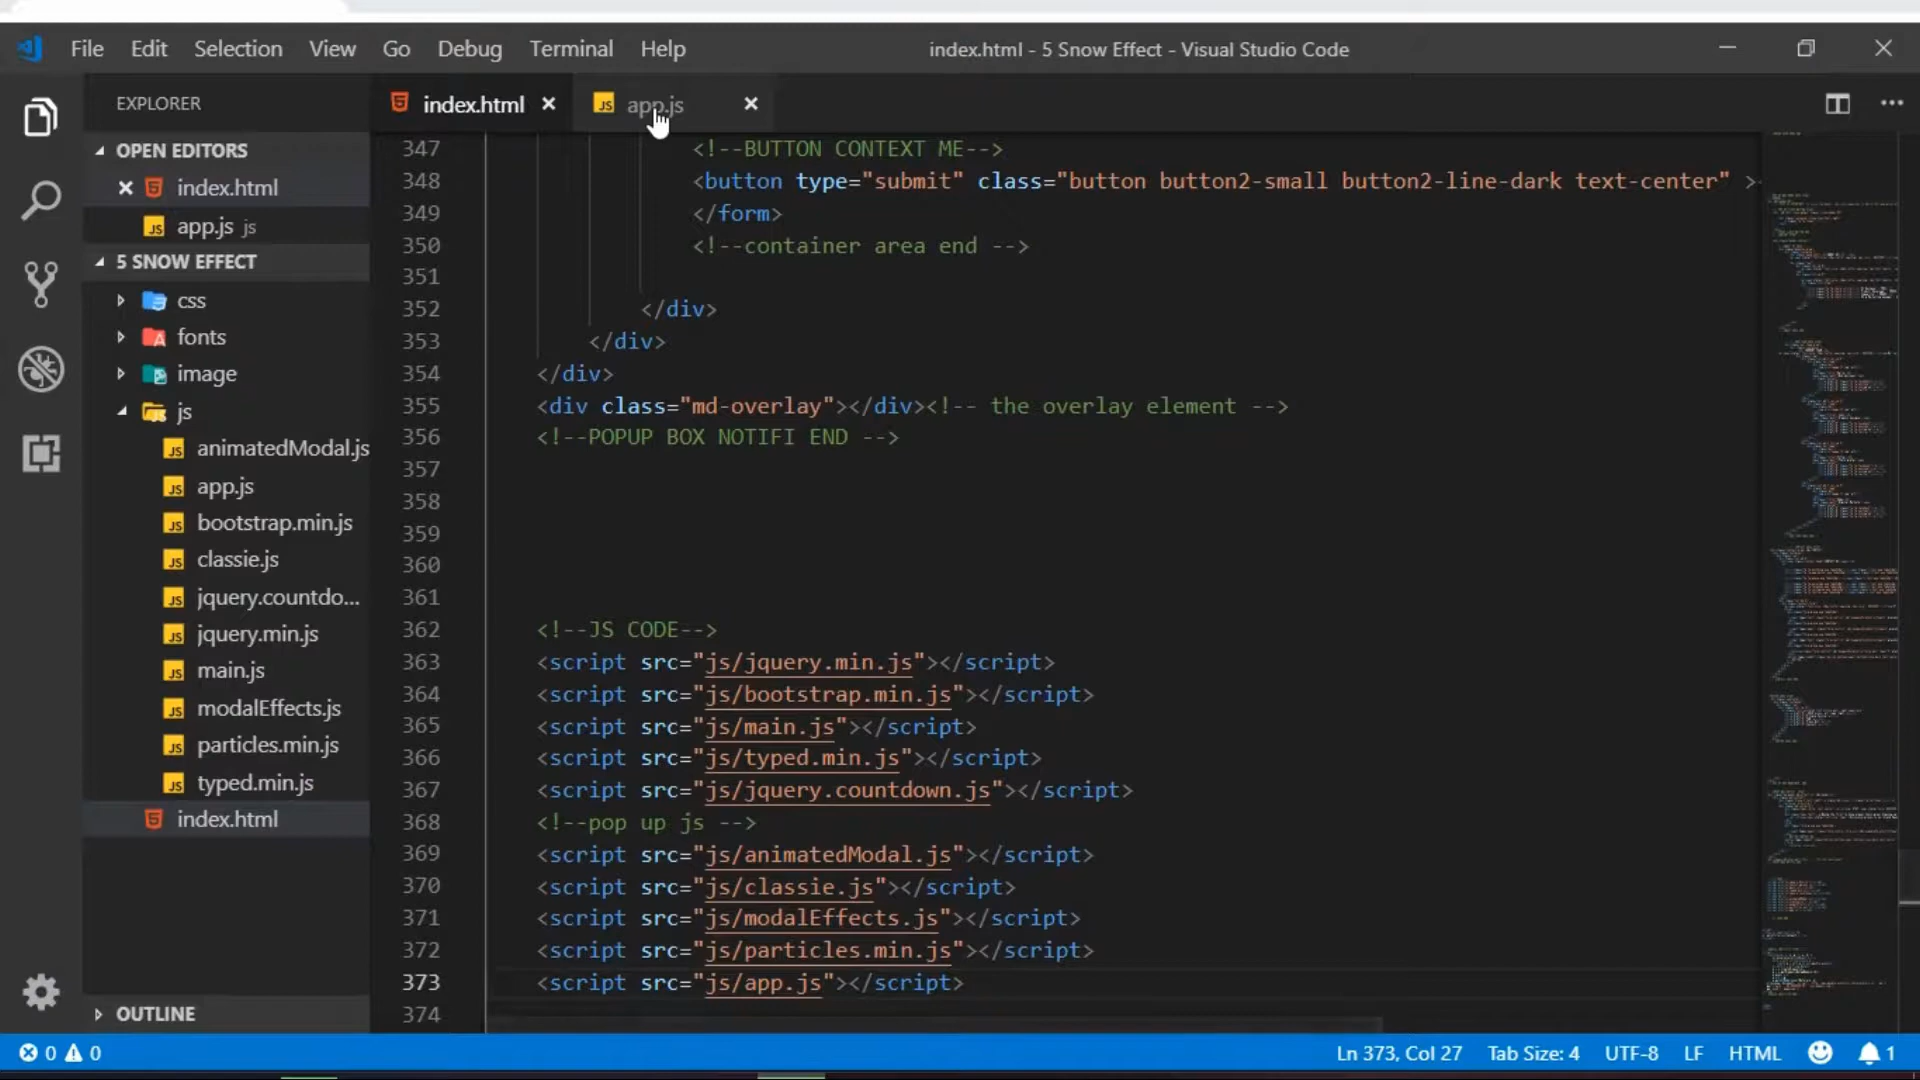 File Edit Selection View Go Debug Terminal Help
index.html - 5 Snow Effect - Visual Studio Code
EXPLORER
OPEN EDITORS
index.html
app.js js
5 SNOW EFFECT
css
fonts
image
js
animatedModal.js
app.js
bootstrap.min.js
classie.js
jquery.countdo...
jquery.min.js
main.js
modalEffects.js
particles.min.js
typed.min.js
index.html
OUTLINE
index.html app.js
347 <!--BUTTON CONTEXT ME-->
348 <button type="submit" class="button button2-small button2-line-dark text-center" >
349 </form>
350 <!--container area end -->
351
352 </div>
353 </div>
354 </div>
355 <div class="md-overlay"></div><!-- the overlay element -->
356 <!--POPUP BOX NOTIFI END -->
357
358
359
360
361
362 <!--JS CODE-->
363 <script src="js/jquery.min.js"></script>
364 <script src="js/bootstrap.min.js"></script>
365 <script src="js/main.js"></script>
366 <script src="js/typed.min.js"></script>
367 <script src="js/jquery.countdown.js"></script>
368 <!--pop up js -->
369 <script src="js/animatedModal.js"></script>
370 <script src="js/classie.js"></script>
371 <script src="js/modalEffects.js"></script>
372 <script src="js/particles.min.js"></script>
373 <script src="js/app.js"></script>
374
0 0 Ln 373, Col 27 Tab Size: 4 UTF-8 LF HTML 1